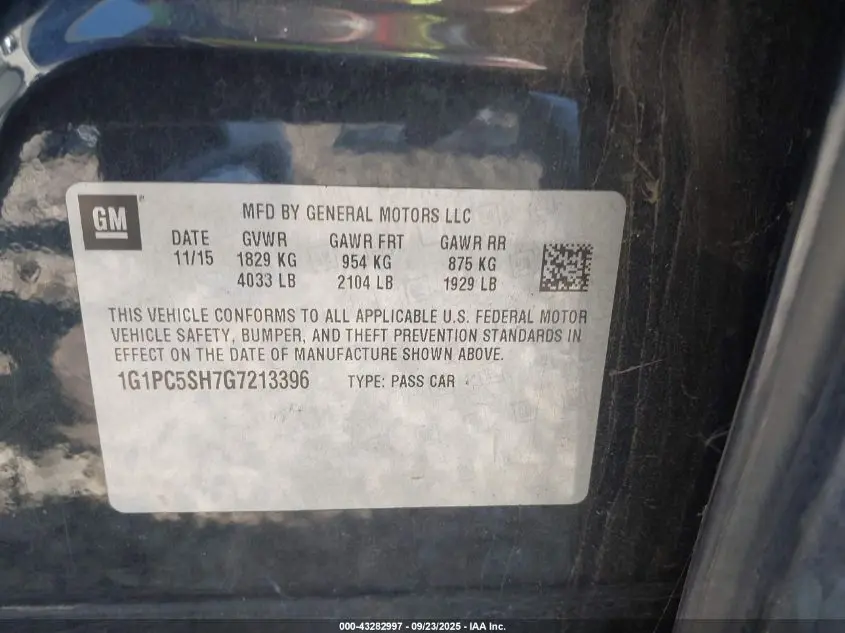 GM
MFD BY GENERAL MOTORS LLC
DATE GVWR GAWR FRT GAWR RR
11/15 1829 KG 954 KG 875 KG
4033 LB 2104 LB 1929 LB
THIS VEHICLE CONFORMS TO ALL APPLICABLE U.S. FEDERAL MOTOR
VEHICLE SAFETY, BUMPER, AND THEFT PREVENTION STANDARDS IN
EFFECT ON THE DATE OF MANUFACTURE SHOWN ABOVE.
1G1PC5SH7G7213396 TYPE: PASS CAR
000-43282997 - 09/23/2025 - IAA Inc.